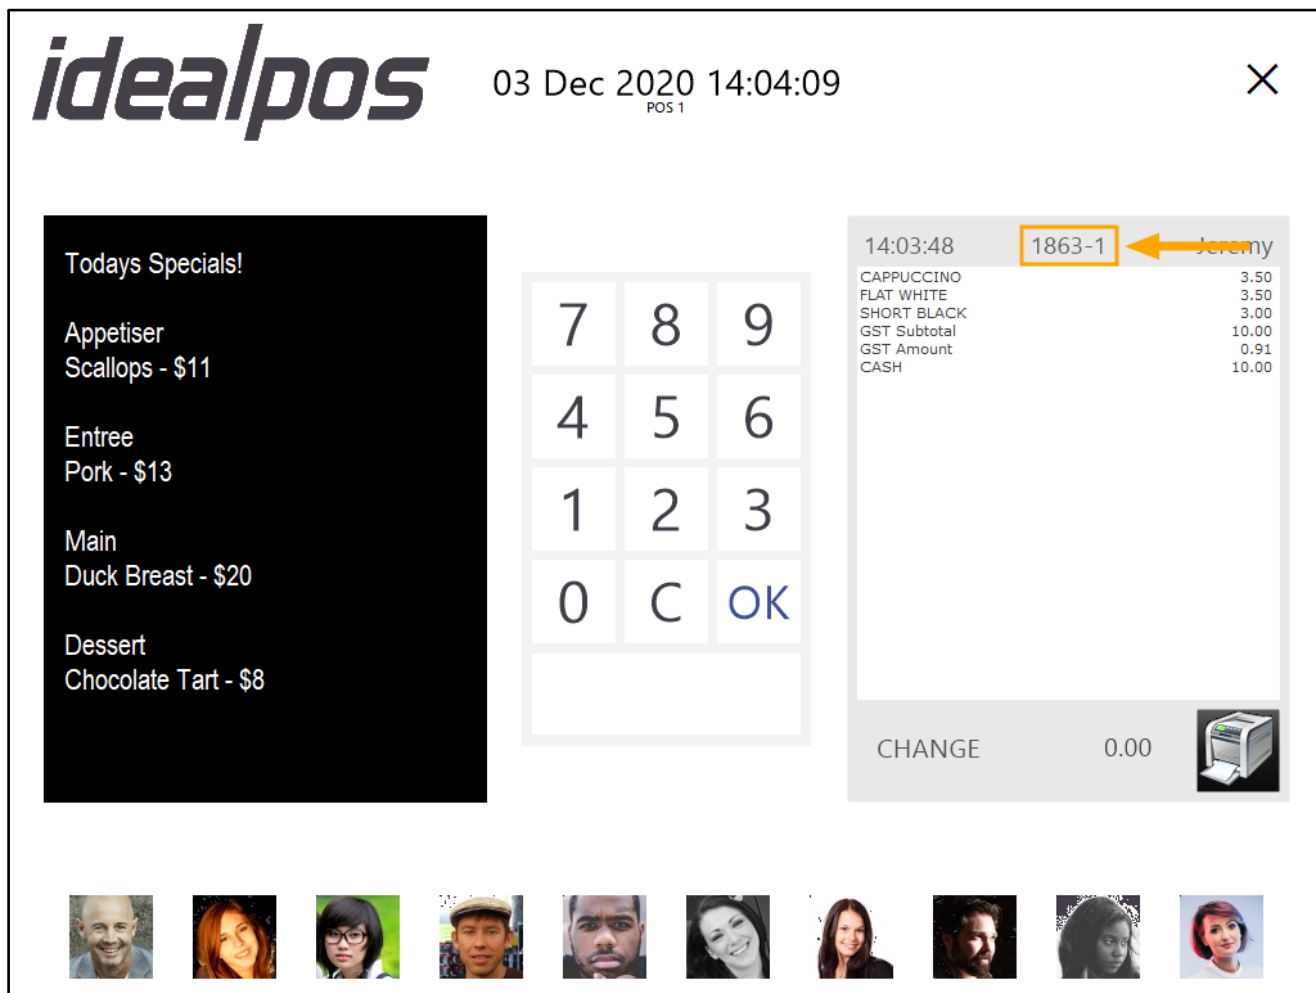 idealpos
03 Dec 2020 14:04:09
POS 1
Todays Specials!
Appetiser
Scallops - $11
Entree
Pork - $13
Main
Duck Breast - $20
Dessert
Chocolate Tart - $8
7 8 9
4 5 6
1 2 3
0 C OK
14:03:48 1863-1 Jeremy
CAPPUCCINO 3.50
FLAT WHITE 3.50
SHORT BLACK 3.00
GST Subtotal 10.00
GST Amount 0.91
CASH 10.00
CHANGE 0.00